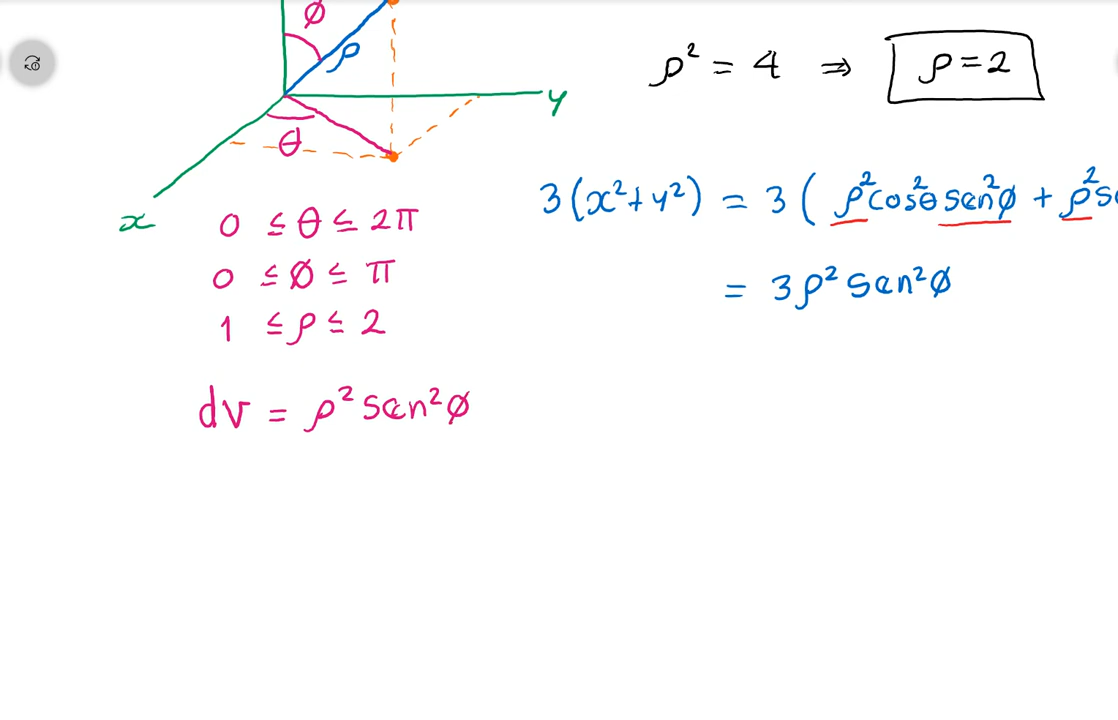 ϕ
ρ
ρ² = 4 ⇒ ρ = 2
y
θ
x
3(x² + y²) = 3( ρ²cos²θ sen²ϕ + ρ²s
0 ≤ θ ≤ 2π
0 ≤ ϕ ≤ π
= 3ρ² sen²ϕ
1 ≤ ρ ≤ 2
dv = ρ² sen²ϕ